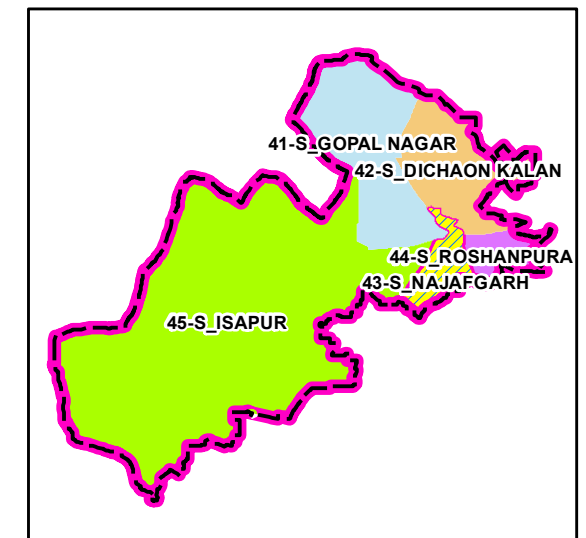 41-S_GOPAL NAGAR
42-S_DICHAON KALAN
44-S_ROSHANPURA
43-S_NAJAFGARH
45-S_ISAPUR